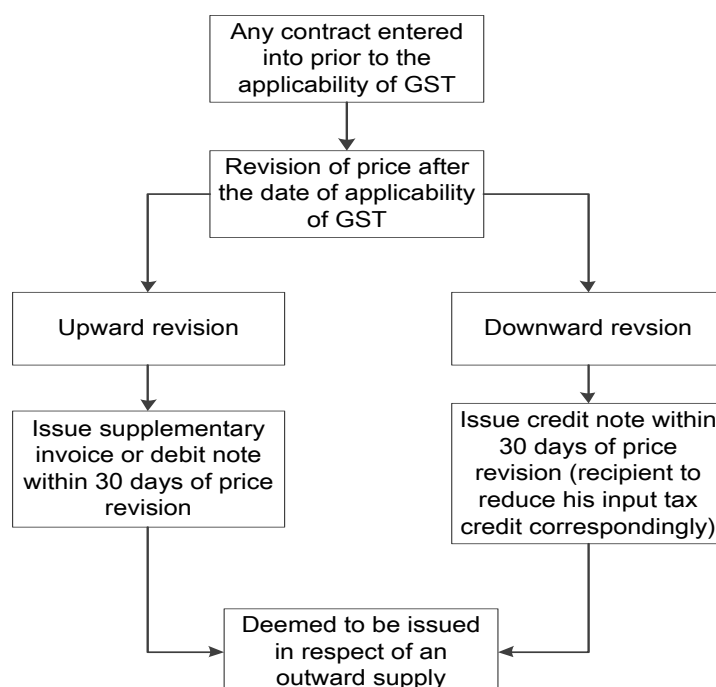 Any contract entered
into prior to the
applicability of GST
Revision of price after
the date of applicability
of GST
Upward revision
Downward revsion
Issue supplementary
invoice or debit note
within 30 days of price
revision
Issue credit note within
30 days of price
revision (recipient to
reduce his input tax
credit correspondingly)
Deemed to be issued
in respect of an
outward supply